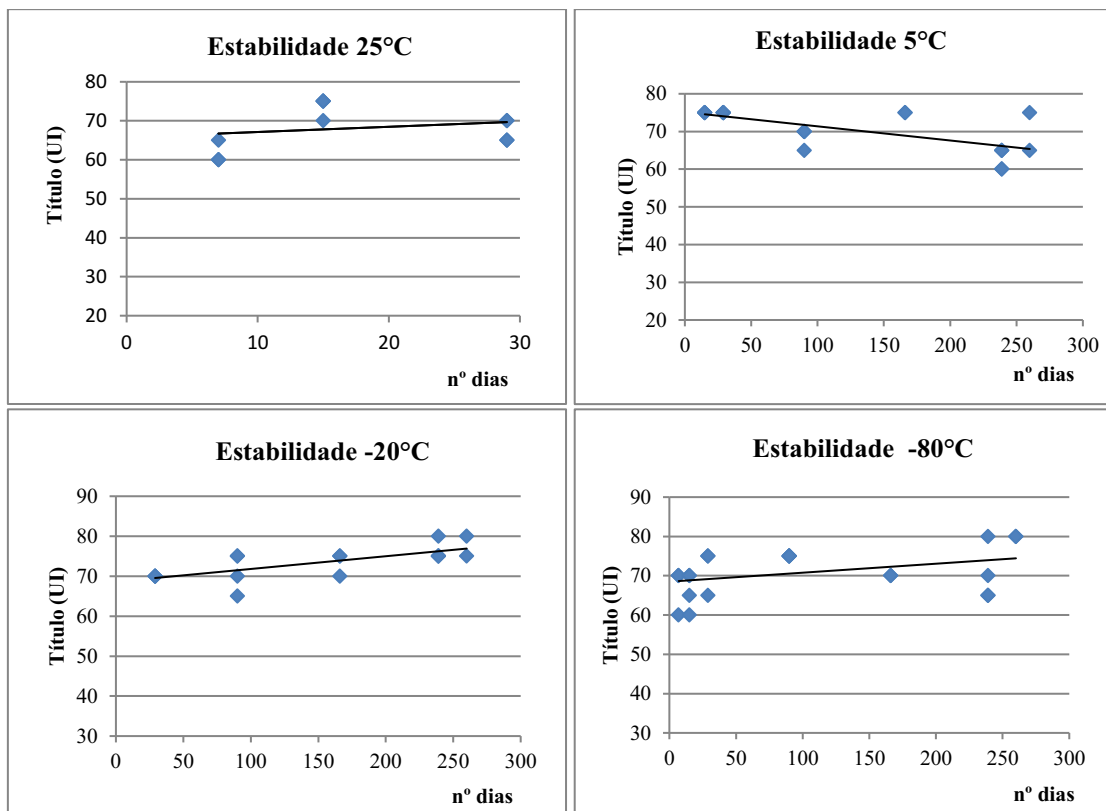 Estabilidade 25°C
Título (UI)
80
70
60
50
40
30
20
0 10 20 30
nº dias
Estabilidade 5°C
Título (UI)
80
70
60
50
40
30
20
0 50 100 150 200 250 300
nº dias
Estabilidade -20°C
Título (UI)
90
80
70
60
50
40
30
0 50 100 150 200 250 300
nº dias
Estabilidade -80°C
Título (UI)
90
80
70
60
50
40
30
0 50 100 150 200 250 300
nº dias